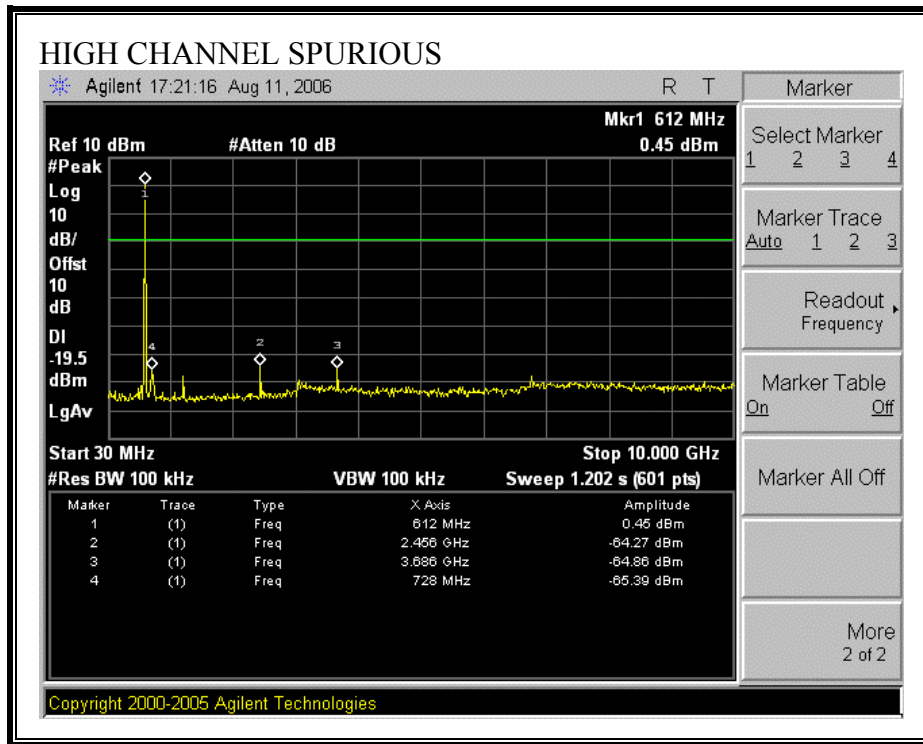 HIGH CHANNEL SPURIOUS
Agilent 17:21:16 Aug 11, 2006 R T
Mkr1 612 MHz
Ref 10 dBm #Atten 10 dB 0.45 dBm
#Peak
Log
10
dB/
Offst
10
dB
DI
-19.5
dBm
LgAv
1
2
3
4
Start 30 MHz Stop 10.000 GHz
#Res BW 100 kHz VBW 100 kHz Sweep 1.202 s (601 pts)
Marker Trace Type X Axis Amplitude
1 (1) Freq 612 MHz 0.45 dBm
2 (1) Freq 2.456 GHz -64.27 dBm
3 (1) Freq 3.686 GHz -64.86 dBm
4 (1) Freq 728 MHz -65.39 dBm
Copyright 2000-2005 Agilent Technologies
Marker
Select Marker
1 2 3 4
Marker Trace
Auto 1 2 3
Readout
Frequency
Marker Table
On Off
Marker All Off
More
2 of 2